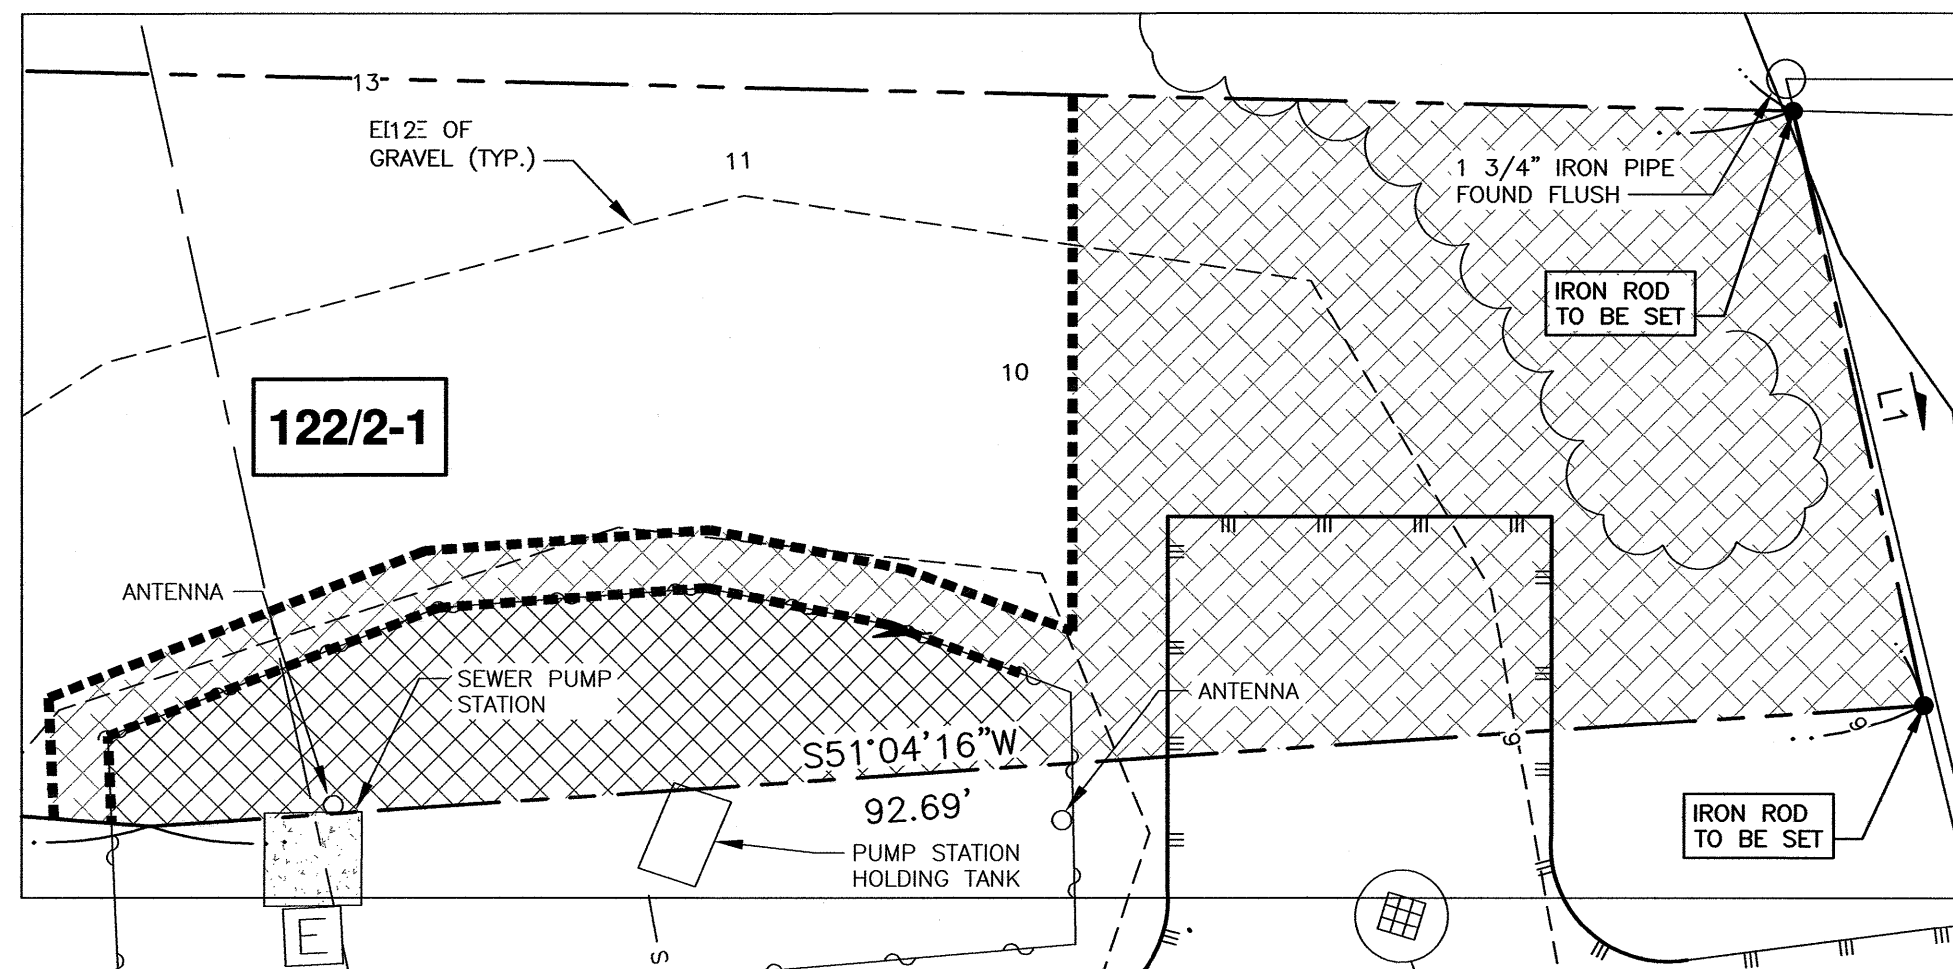 13
EI12E OF
GRAVEL (TYP.)
11
1 3/4" IRON PIPE
FOUND FLUSH
IRON ROD
TO BE SET
10
L1
122/2-1
ANTENNA
SEWER PUMP
STATION
ANTENNA
S51°04'16"W
92.69'
9
9
IRON ROD
TO BE SET
PUMP STATION
HOLDING TANK
E
S